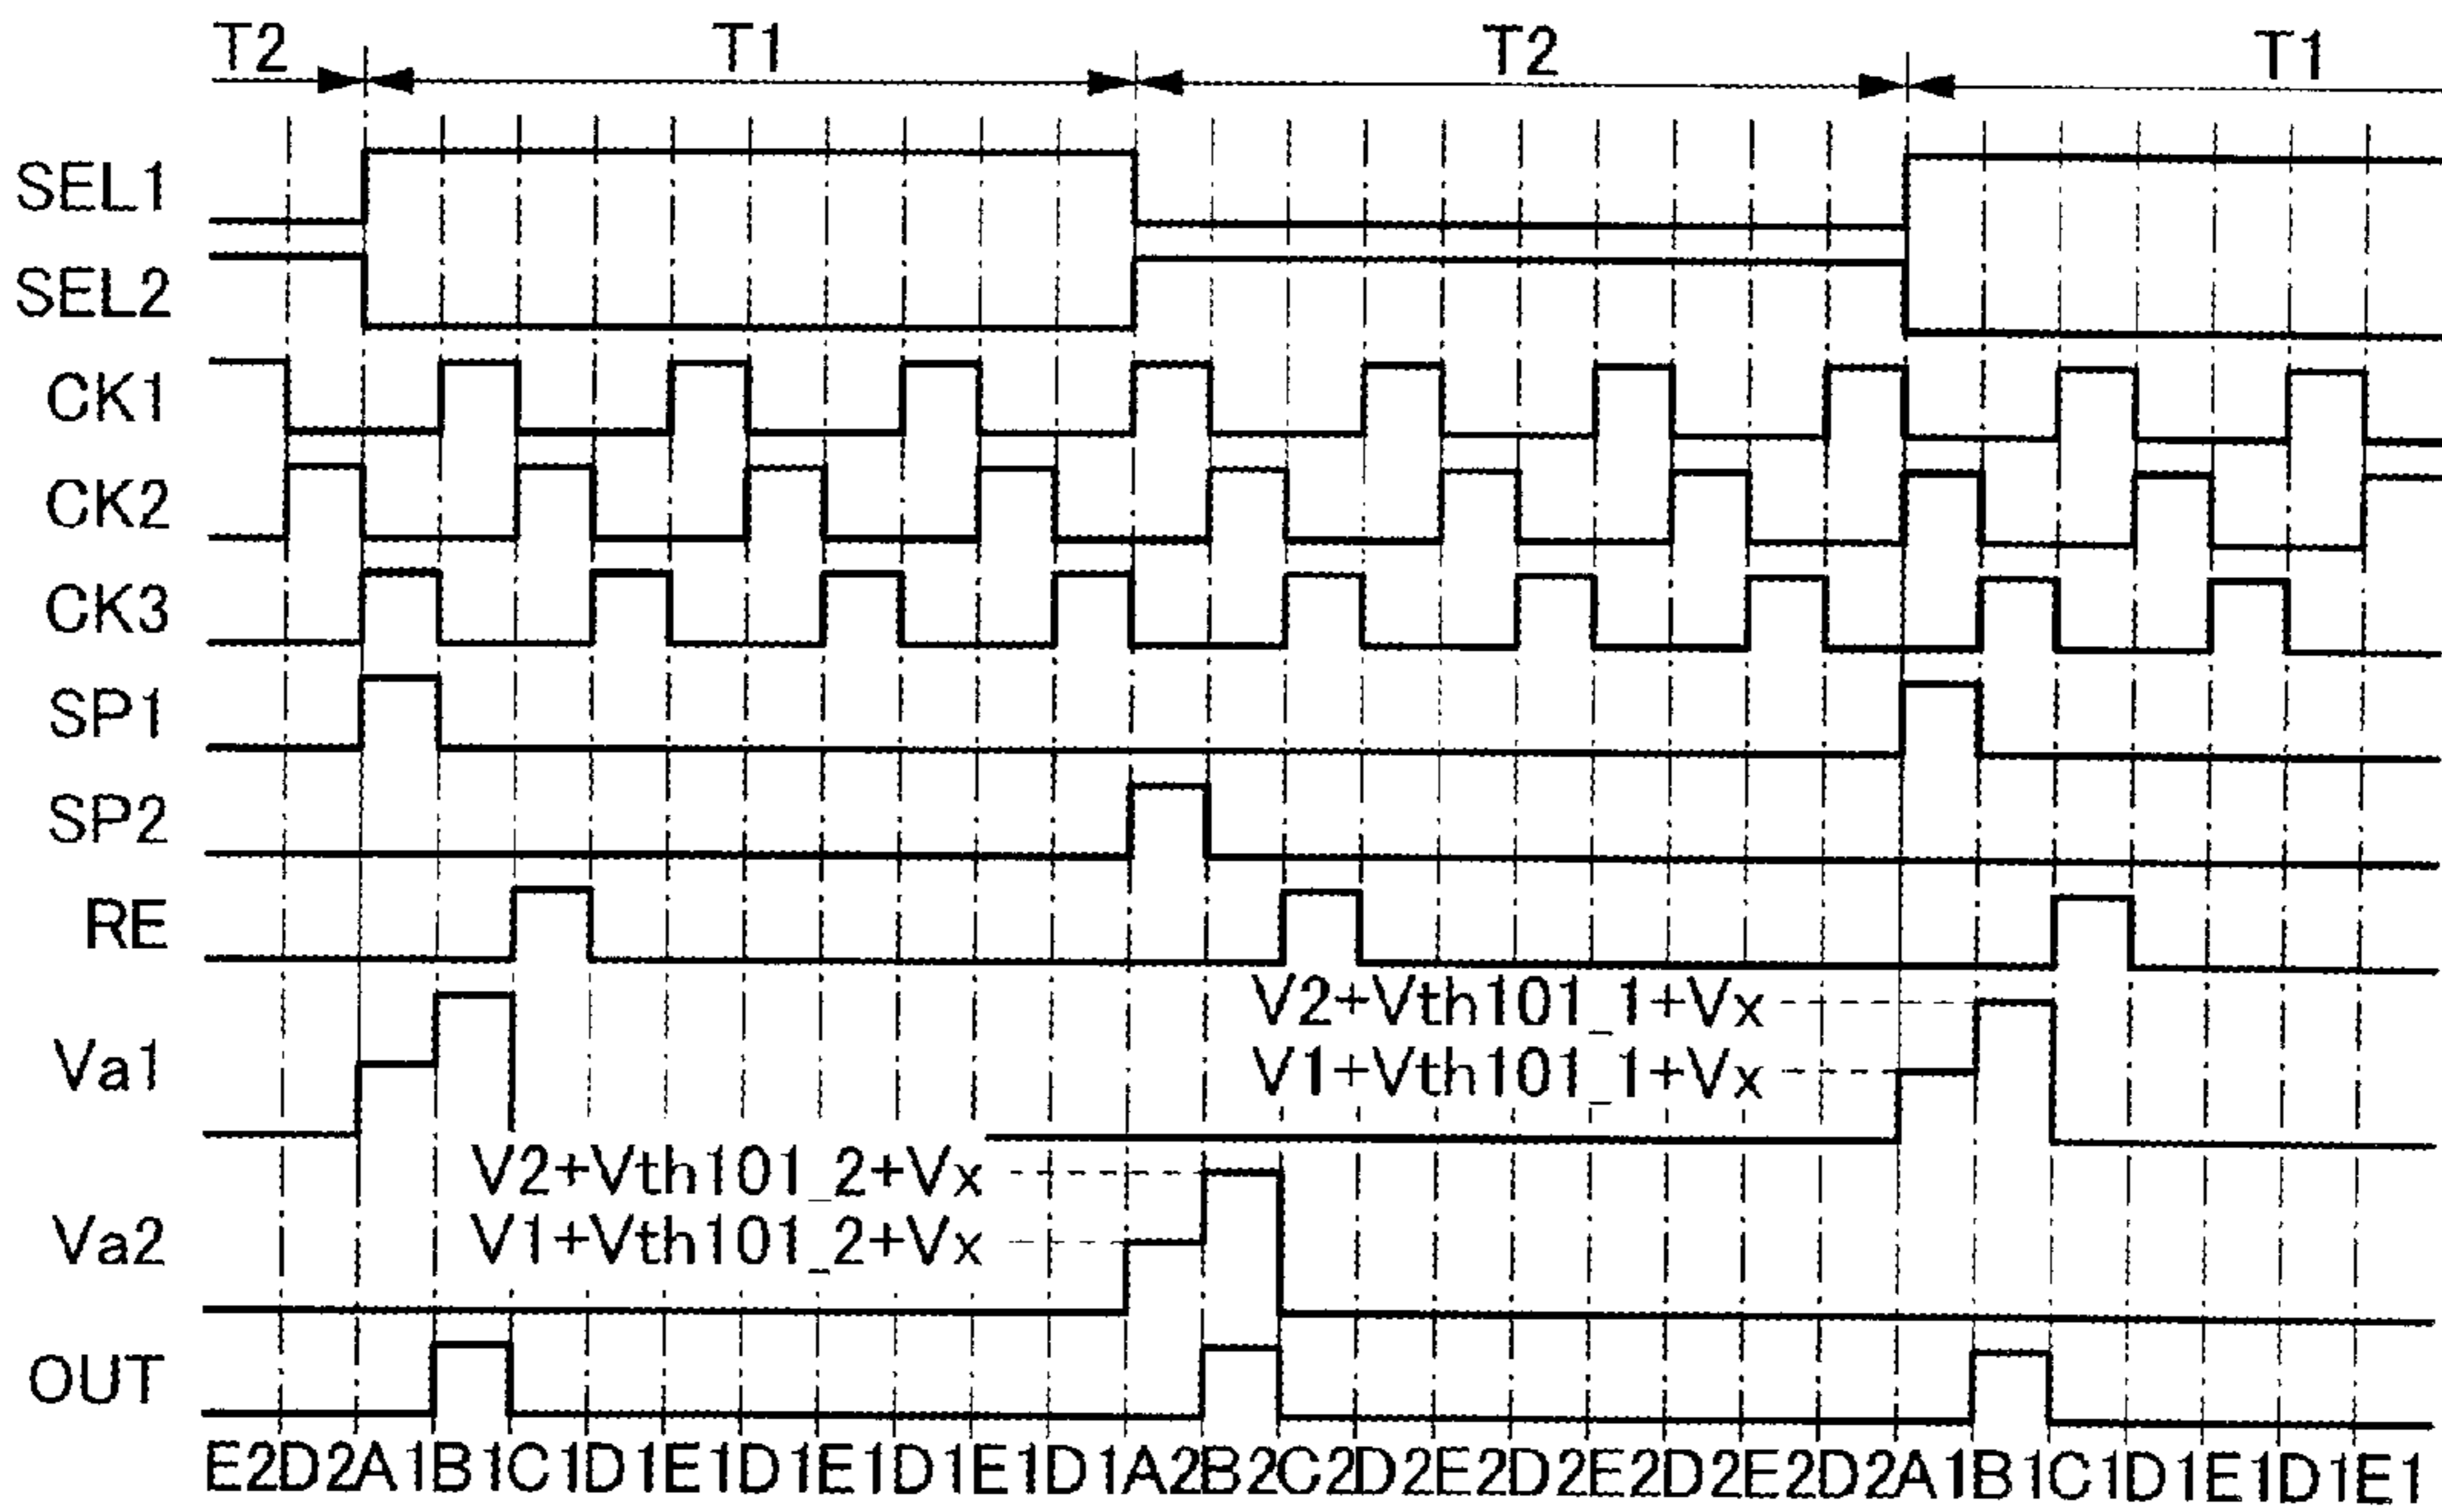 T2 T1 T2 T1
SEL1
SEL2
CK1
CK2
CK3
SP1
SP2
RE
V2+Vth101_1+Vx
Va1
V1+Vth101_1+Vx
V2+Vth101_2+Vx
Va2
V1+Vth101_2+Vx
OUT
E2D2A1B1C1D1E1D1E1D1E1D1A2B2C2D2E2D2E2D2E2D2A1B1C1D1E1D1E1